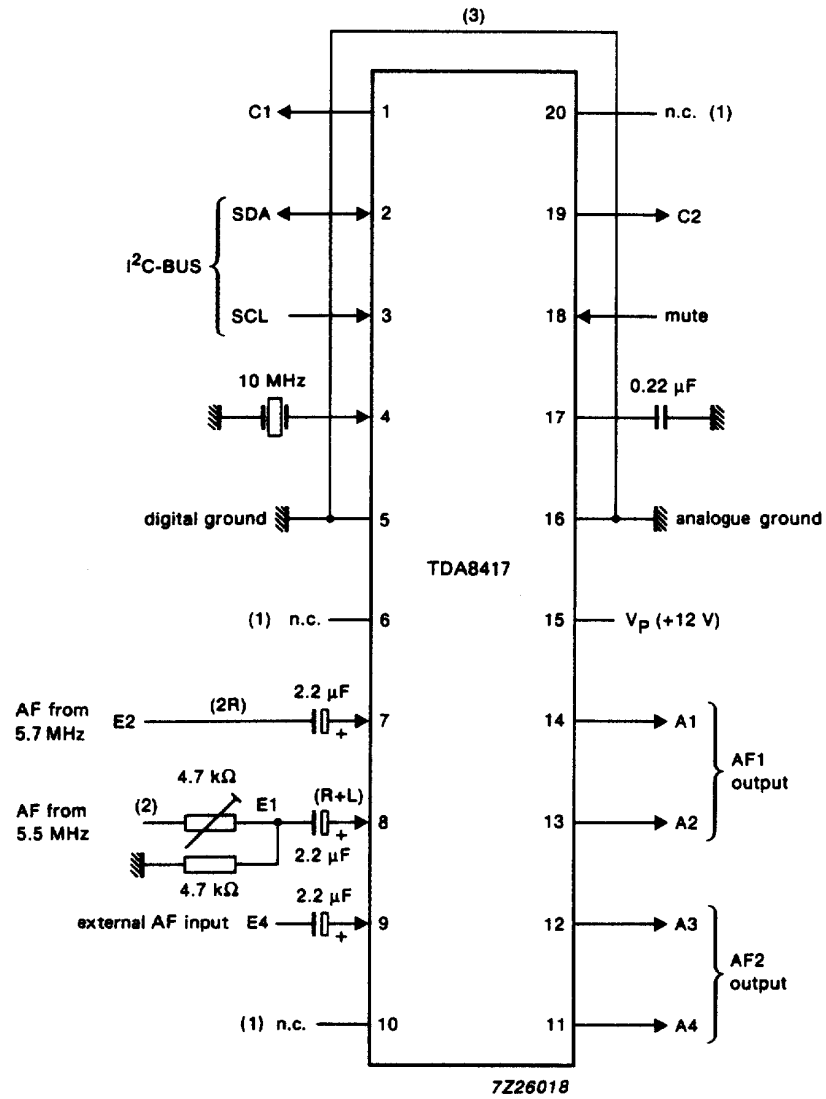 (3)
C1
1
20
n.c. (1)
I²C-BUS
SDA
2
19
C2
SCL
3
18
mute
10 MHz
4
17
0.22 μF
digital ground
5
16
analogue ground
TDA8417
(1) n.c.
6
15
VP (+12 V)
AF from
5.7 MHz
E2
(2R)
2.2 μF
+
7
14
A1
AF1
output
AF from
5.5 MHz
(2)
4.7 kΩ
E1
(R+L)
+
8
13
A2
4.7 kΩ
2.2 μF
external AF input E4
2.2 μF
+
9
12
A3
AF2
output
(1) n.c.
10
11
A4
7Z26018